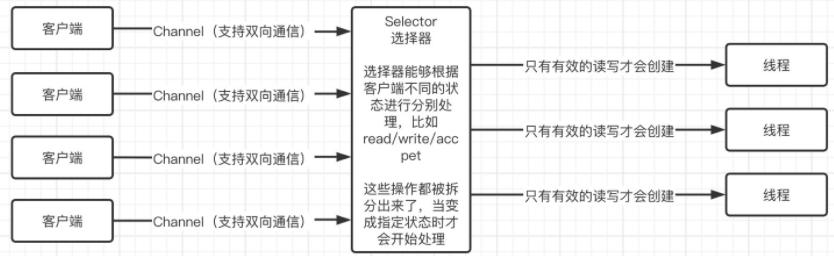 客户端
Channel（支持双向通信）
客户端
Channel（支持双向通信）
客户端
Channel（支持双向通信）
客户端
Channel（支持双向通信）
Selector
选择器
选择器能够根据
客户端不同的状
态进行分别处
理，比如
read/write/acc
pet
这些操作都被拆
分出来了，当变
成指定状态时才
会开始处理
只有有效的读写才会创建
线程
只有有效的读写才会创建
线程
只有有效的读写才会创建
线程